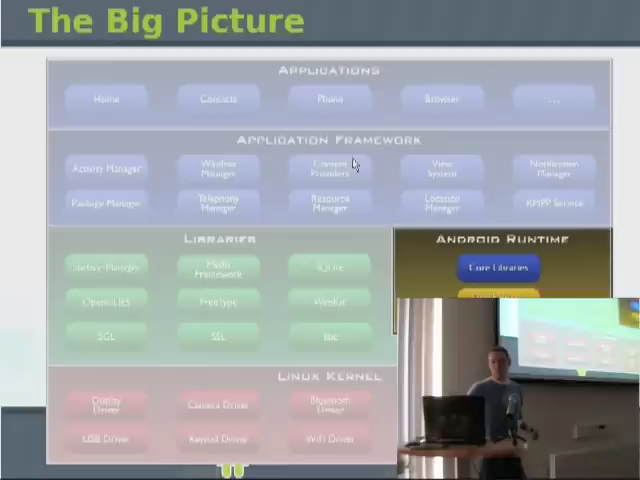 The Big Picture
APPLICATIONS
Home Contacts Phone Browser ...
APPLICATION FRAMEWORK
Activity Manager Window Manager Content Providers View System Notification Manager
Package Manager Telephony Manager Resource Manager Location Manager XMPP Service
LIBRARIES ANDROID RUNTIME
Surface Manager Media Framework SQLite Core Libraries
OpenGL|ES FreeType WebKit
SGL SSL libc
LINUX KERNEL
Display Driver Camera Driver Bluetooth Driver
USB Driver Keypad Driver WiFi Driver